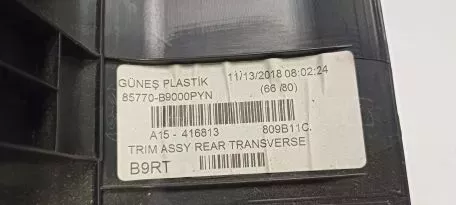 GÜNEŞ PLASTİK 11/13/2018 08:02:24
85770-B9000PYN (66/80)
A15- 416813 809B11C.
TRIM ASSY REAR TRANSVERSE
B9RT